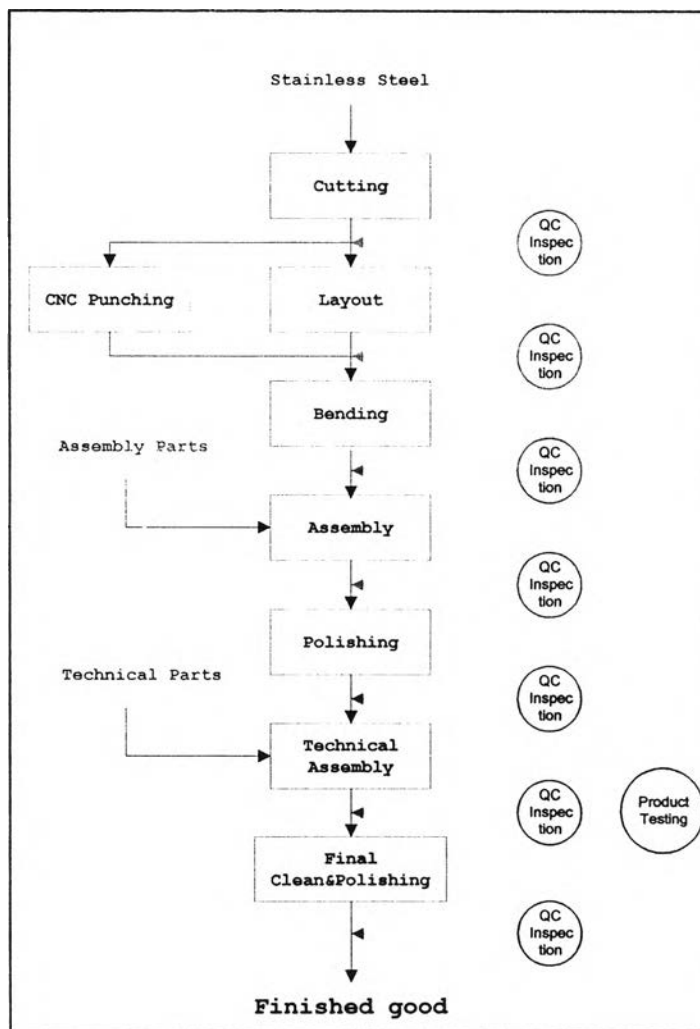 Stainless Steel
Cutting
QC
Inspec
tion
CNC Punching
Layout
QC
Inspec
tion
Bending
Assembly Parts
QC
Inspec
tion
Assembly
QC
Inspec
tion
Polishing
Technical Parts
QC
Inspec
tion
Technical
Assembly
QC
Inspec
tion
Product
Testing
Final
Clean&Polishing
QC
Inspec
tion
Finished good